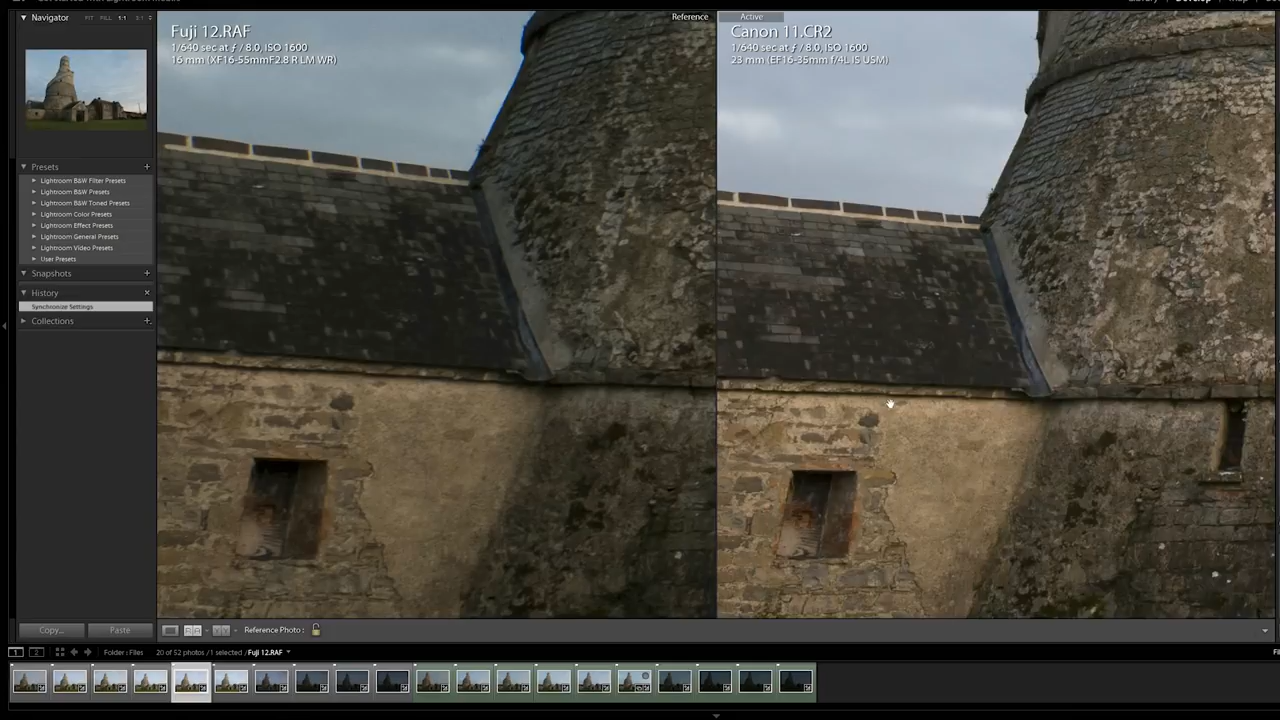 Navigator
FIT FILL 1:1 3:1
Presets
Lightroom B&W Filter Presets
Lightroom B&W Presets
Lightroom B&W Toned Presets
Lightroom Color Presets
Lightroom Effect Presets
Lightroom General Presets
Lightroom Video Presets
User Presets
Snapshots
History
Synchronize Settings
Collections
Copy...
Paste
Reference
Fuji 12.RAF
1/640 sec at ƒ / 8.0, ISO 1600
16 mm (XF16-55mmF2.8 R LM WR)
Active
Canon 11.CR2
1/640 sec at ƒ / 8.0, ISO 1600
23 mm (EF16-35mm f/4L IS USM)
Reference Photo :
1 2 Folder : Files 20 of 52 photos / 1 selected / Fuji 12.RAF